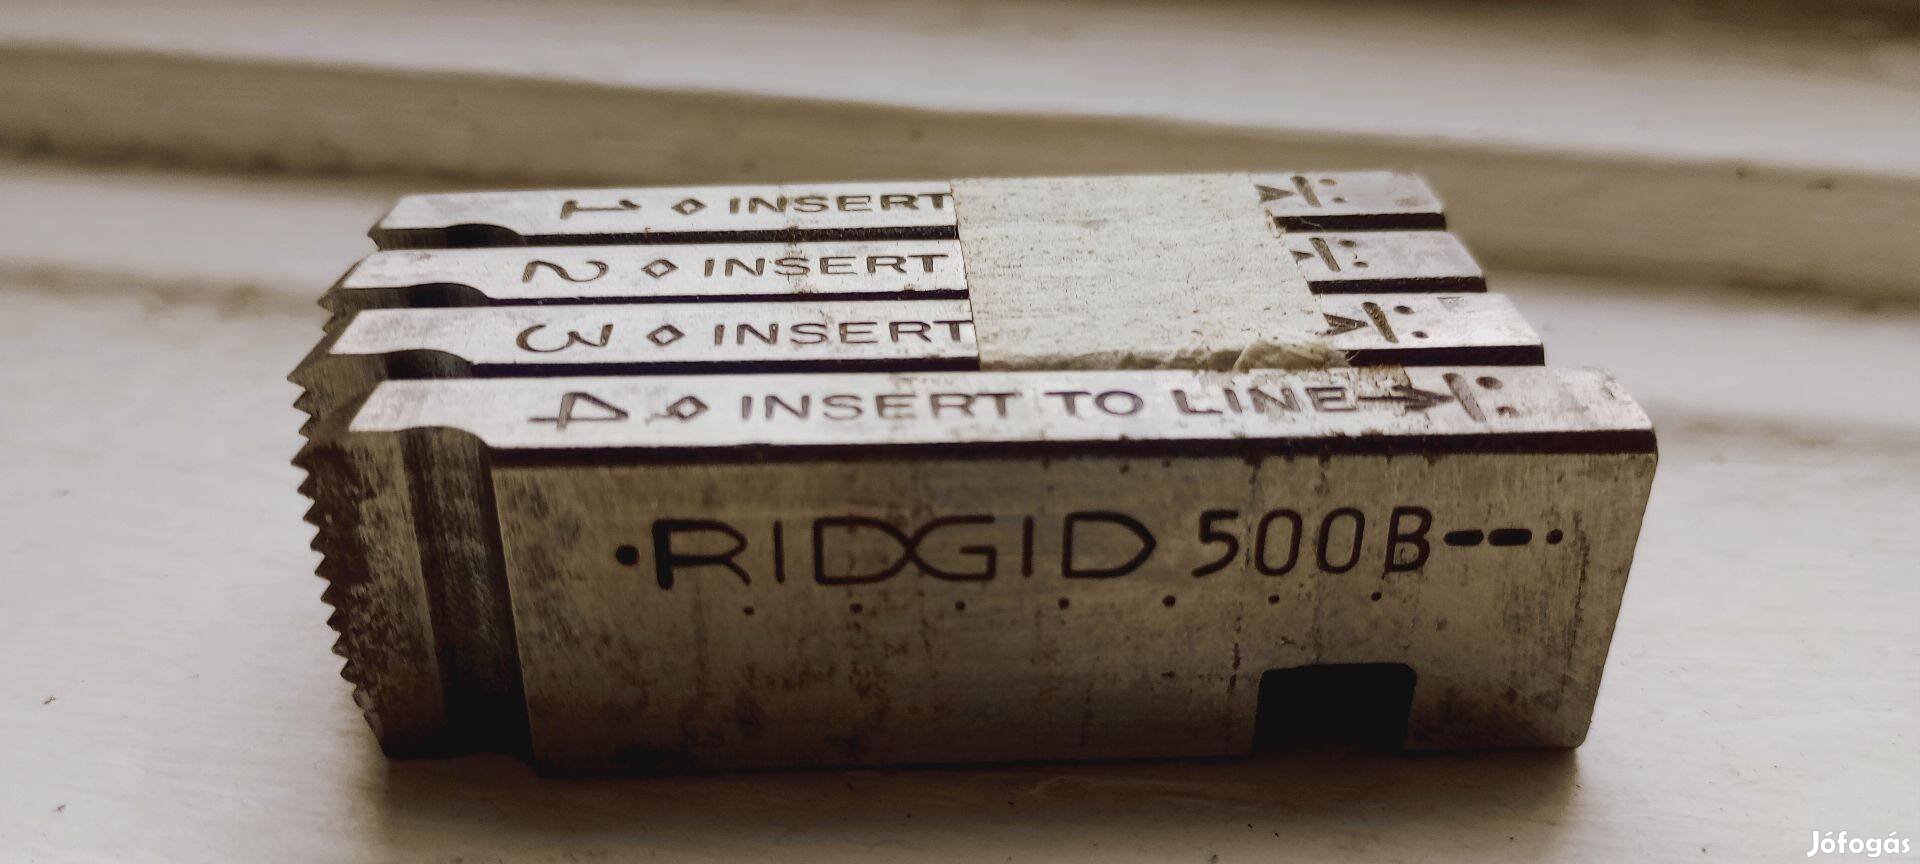 1 ◇ INSERT
2 ◇ INSERT
3 ◇ INSERT
4 ◇ INSERT TO LINE
RIDGID 500B
Jófogás